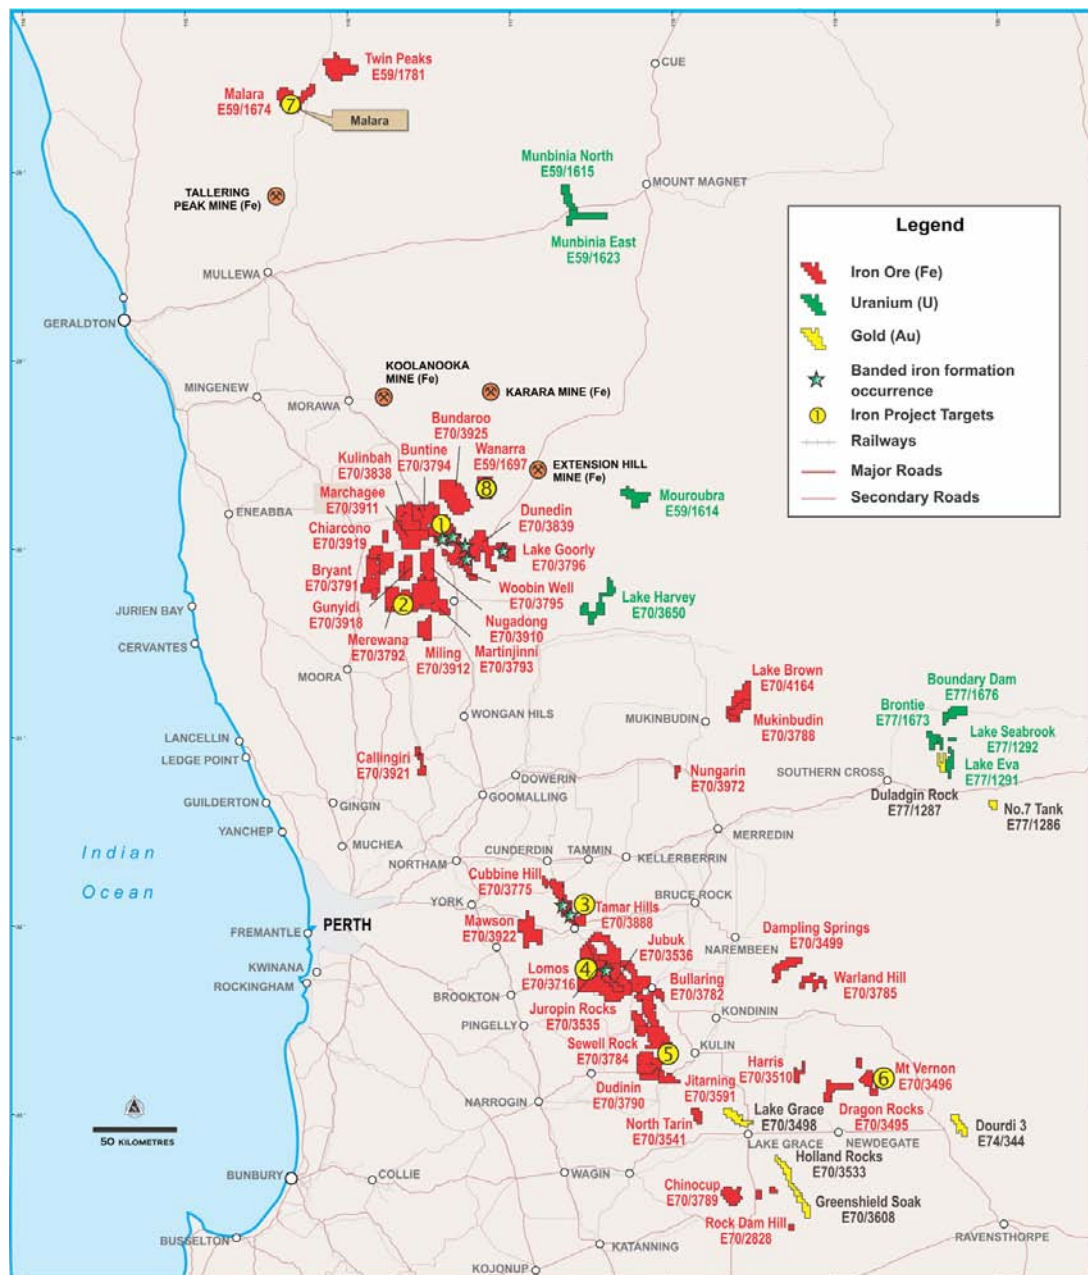 CUE
Twin Peaks
E59/1781
Malara
E59/1674
7
Malara
Munbinia North
E59/1615
MOUNT MAGNET
TALLERING
PEAK MINE (Fe)
Munbinia East
E59/1623
MULLEWA
GERALDTON
Legend
Iron Ore (Fe)
Uranium (U)
Gold (Au)
Banded iron formation
occurrence
1
Iron Project Targets
Railways
Major Roads
Secondary Roads
KOOLANOOKA
MINE (Fe)
KARARA MINE (Fe)
MINGENEW
MORAWA
Bundaroo
E70/3925
Kulinbah
E70/3838
Buntine
E70/3794
Wanarra
E59/1697
8
EXTENSION HILL
MINE (Fe)
Marchagee
E70/3911
ENEABBA
Mouroubra
E59/1614
Dunedin
E70/3839
1
Chiarcono
E70/3919
Lake Goorly
E70/3796
Bryant
E70/3791
Woobin Well
E70/3795
Gunyidi
E70/3918
2
Lake Harvey
E70/3650
JURIEN BAY
Nugadong
E70/3910
Merewana
E70/3792
Miling
E70/3912
Martinjinni
E70/3793
CERVANTES
MOORA
Lake Brown
E70/4164
Boundary Dam
E77/1676
Brontie
E77/1673
WONGAN HILS
MUKINBUDIN
Mukinbudin
E70/3788
Lake Seabrook
E77/1292
LANCELLIN
LEDGE POINT
Callingiri
E70/3921
Nungarin
E70/3972
Lake Eva
E77/1291
SOUTHERN CROSS
DOWERIN
GOOMALLING
Duladgin Rock
E77/1287
No.7 Tank
E77/1286
GUILDERTON
GINGIN
YANCHEP
MERREDIN
MUCHEA
Indian
Ocean
NORTHAM
CUNDERDIN
TAMMIN
KELLERBERRIN
Cubbine Hill
E70/3775
YORK
3
BRUCE ROCK
Tamar Hills
E70/3888
Mawson
E70/3922
PERTH
FREMANTLE
Dampling Springs
E70/3499
NAREMBEEN
Jubuk
E70/3536
KWINANA
ROCKINGHAM
Lomos
E70/3716
4
Bullaring
E70/3782
Warland Hill
E70/3785
BROOKTON
Juropin Rocks
E70/3535
KONDININ
PINGELLY
Sewell Rock
E70/3784
5
KULIN
Harris
E70/3510
6
Mt Vernon
E70/3496
Dudinin
E70/3790
Jitarning
E70/3591
NARROGIN
50 KILOMETRES
North Tarin
E70/3541
Lake Grace
E70/3498
Dragon Rocks
E70/3495
Dourdi 3
E74/344
LAKE GRACE
NEWDEGATE
Holland Rocks
E70/3533
BUNBURY
COLLIE
WAGIN
Chinocup
E70/3789
Greenshield Soak
E70/3608
Rock Dam Hill
E70/2828
BUSSELTON
KATANNING
RAVENSTHORPE
KOJONUP